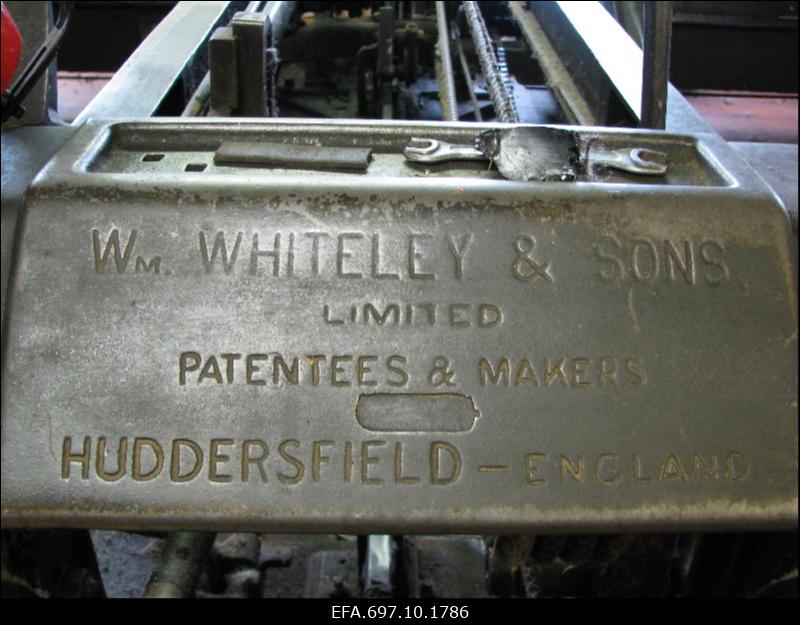 WM. WHITELEY & SONS
LIMITED
PATENTEES & MAKERS
HUDDERSFIELD – ENGLAND
EFA.697.10.1786